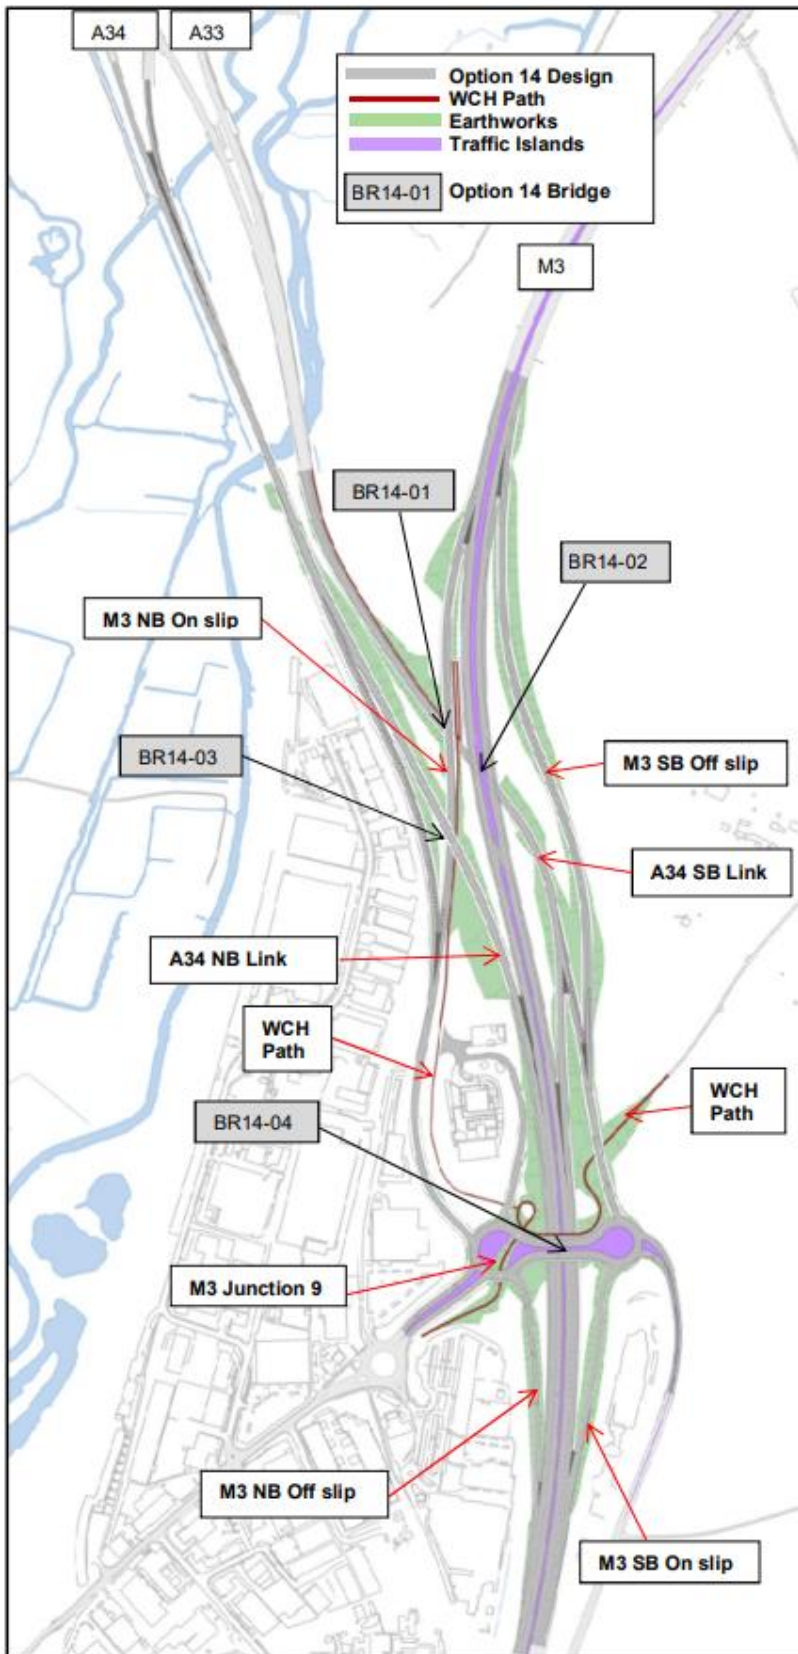 A34
A33
Option 14 Design
WCH Path
Earthworks
Traffic Islands
BR14-01
Option 14 Bridge
M3
BR14-01
BR14-02
M3 NB On slip
BR14-03
M3 SB Off slip
A34 SB Link
A34 NB Link
WCH
Path
WCH
Path
BR14-04
M3 Junction 9
M3 NB Off slip
M3 SB On slip